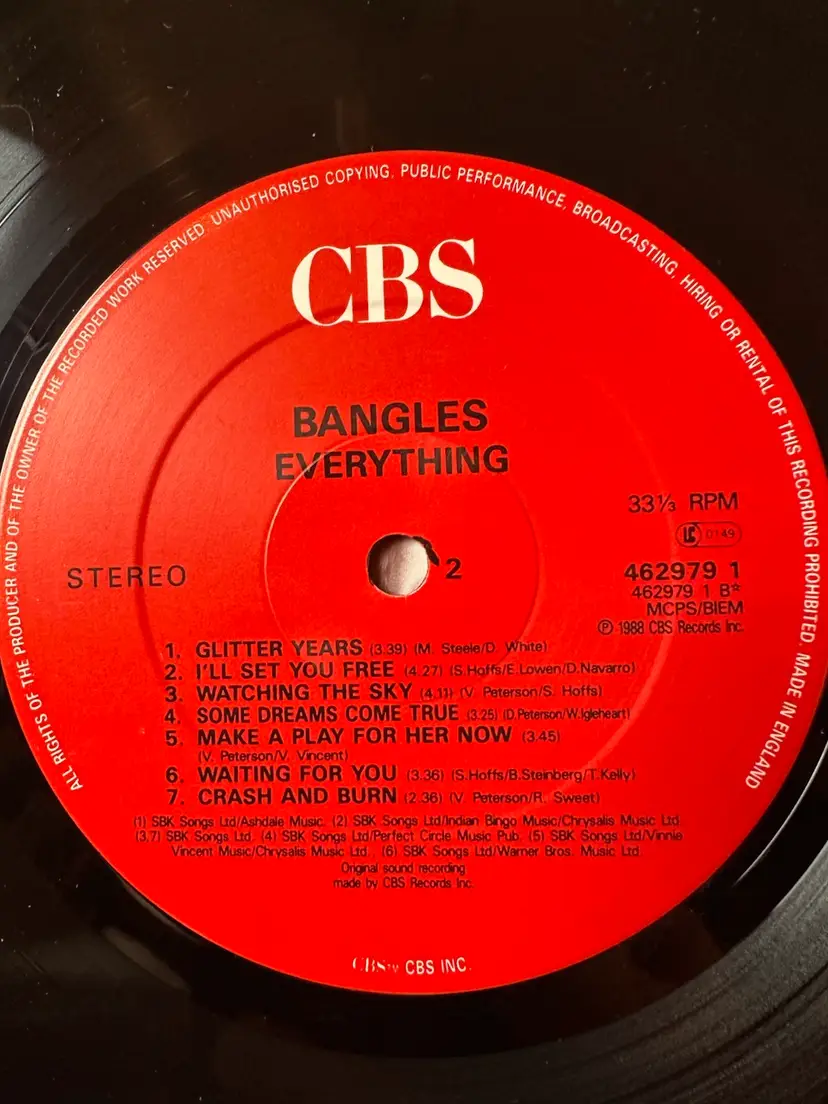 ALL RIGHTS OF THE PRODUCER AND OF THE OWNER OF THE RECORDED WORK RESERVED. UNAUTHORISED COPYING, PUBLIC PERFORMANCE, BROADCASTING, HIRING OR RENTAL OF THIS RECORDING PROHIBITED. MADE IN ENGLAND
CBS
BANGLES
EVERYTHING
33⅓ RPM
LC 0149
STEREO
2
462979 1
462979 1 B*
MCPS/BIEM
℗ 1988 CBS Records Inc.
1. GLITTER YEARS (3.39) (M. Steele/D. White)
2. I'LL SET YOU FREE (4.27) (S.Hoffs/E.Lowen/D.Navarro)
3. WATCHING THE SKY (4.11) (V. Peterson/S. Hoffs)
4. SOME DREAMS COME TRUE (3.25) (D.Peterson/W.Igleheart)
5. MAKE A PLAY FOR HER NOW (3.45)
(V. Peterson/V. Vincent)
6. WAITING FOR YOU (3.36) (S.Hoffs/B.Steinberg/T.Kelly)
7. CRASH AND BURN (2.36) (V. Peterson/R. Sweet)
(1) SBK Songs Ltd/Ashdale Music. (2) SBK Songs Ltd/Indian Bingo Music/Chrysalis Music Ltd.
(3.7) SBK Songs Ltd. (4) SBK Songs Ltd/Perfect Circle Music Pub. (5) SBK Songs Ltd/Vinnie
Vincent Music/Chrysalis Music Ltd. (6) SBK Songs Ltd/Warner Bros. Music Ltd
Original sound recording
made by CBS Records Inc.
CBS TM CBS INC.